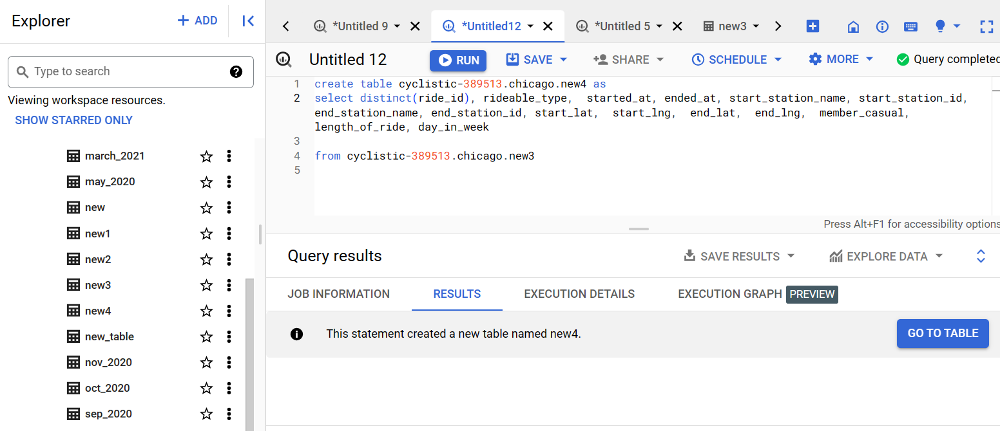 Explorer
ADD
Type to search
Viewing workspace resources.
SHOW STARRED ONLY
march_2021
may_2020
new
new1
new2
new3
new4
new_table
nov_2020
oct_2020
sep_2020
*Untitled 9
*Untitled12
*Untitled 5
new3
Untitled 12
RUN
SAVE
SHARE
SCHEDULE
MORE
Query completed
1 create table cyclistic-389513.chicago.new4 as
2 select distinct(ride_id), rideable_type,  started_at, ended_at, start_station_name, start_station_id,
end_station_name, end_station_id, start_lat,  start_lng,  end_lat,  end_lng,  member_casual,
length_of_ride, day_in_week
3
4 from cyclistic-389513.chicago.new3
5
Press Alt+F1 for accessibility options
Query results
SAVE RESULTS
EXPLORE DATA
JOB INFORMATION
RESULTS
EXECUTION DETAILS
EXECUTION GRAPH PREVIEW
This statement created a new table named new4.
GO TO TABLE